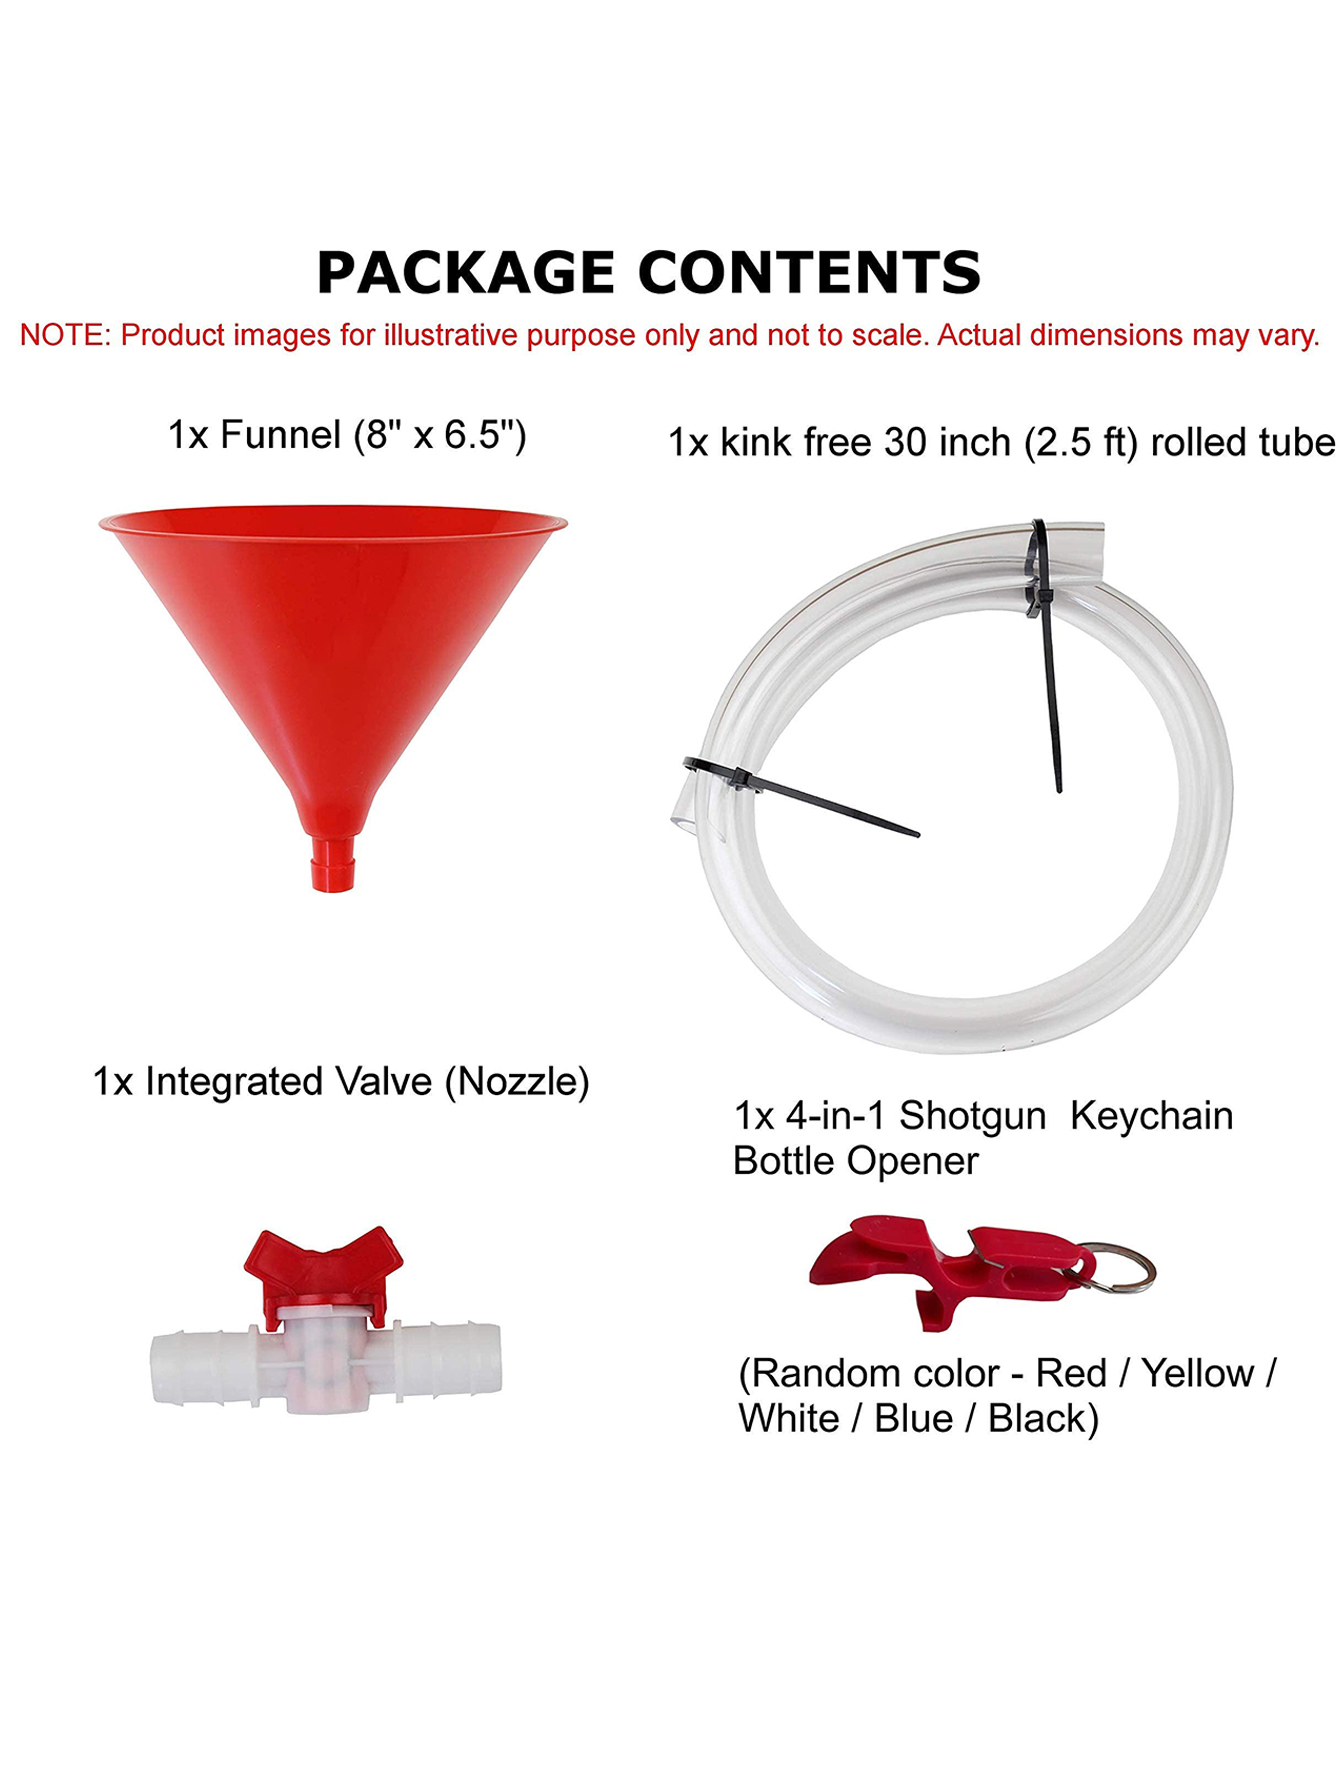 PACKAGE CONTENTS
NOTE: Product images for illustrative purpose only and not to scale. Actual dimensions may vary.
1x Funnel (8" x 6.5")
1x kink free 30 inch (2.5 ft) rolled tube
1x Integrated Valve (Nozzle)
1x 4-in-1 Shotgun  Keychain
Bottle Opener
(Random color - Red / Yellow /
White / Blue / Black)